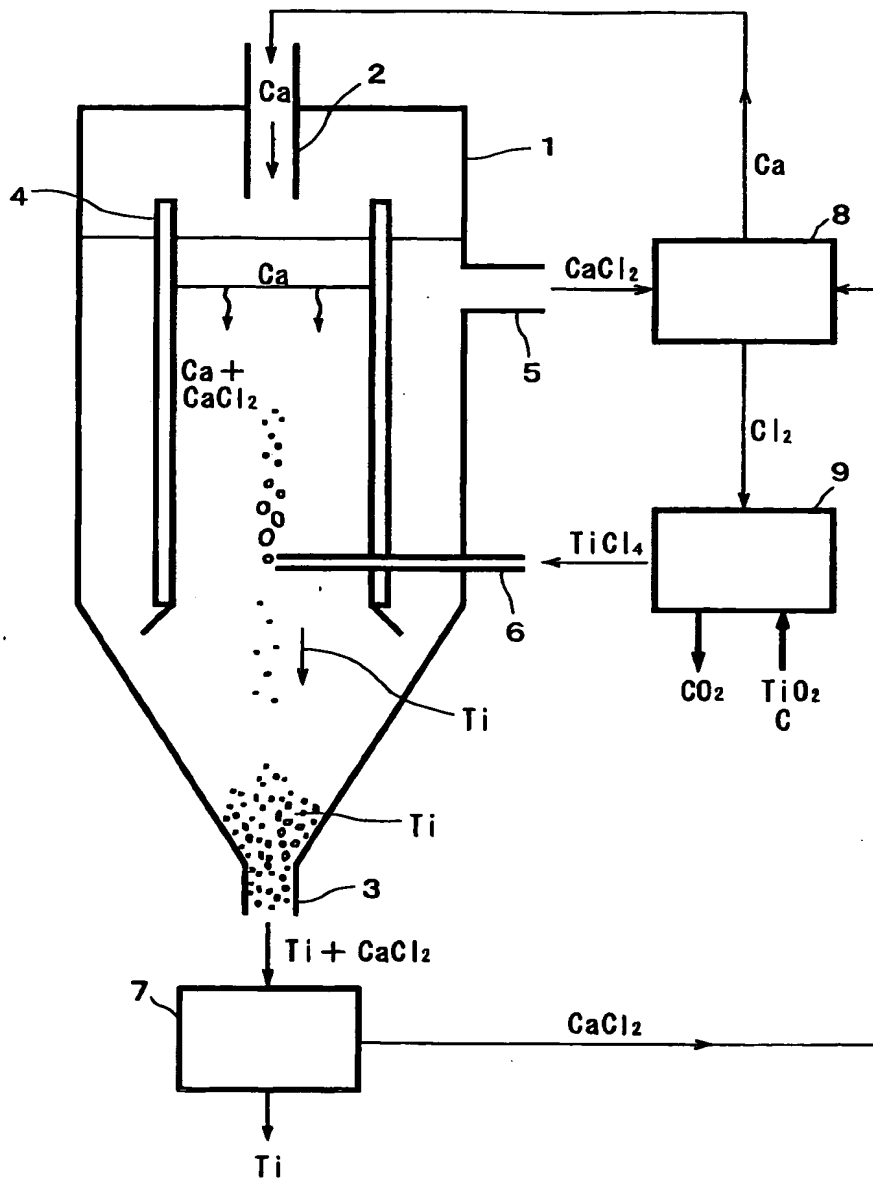 Ca
2
1
Ca
4
8
Ca
CaCl₂
5
Ca+
CaCl₂
Cl₂
9
TiCl₄
6
CO₂
TiO₂
C
Ti
Ti
3
Ti+CaCl₂
7
CaCl₂
Ti